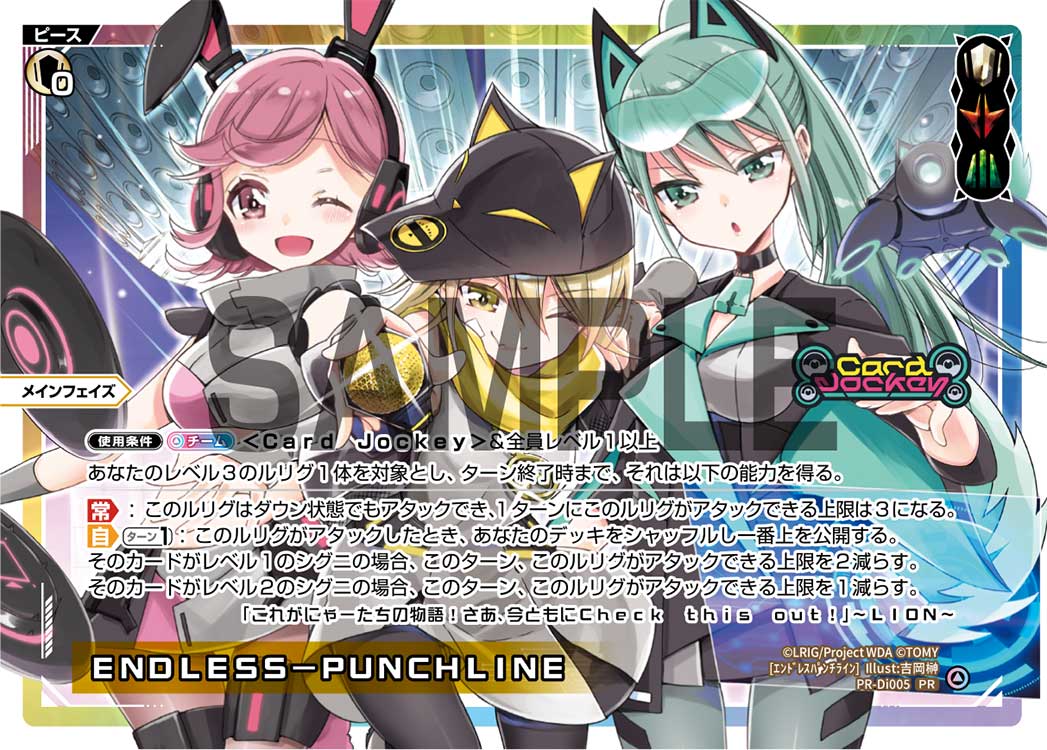 ピース
0
SAMPLE
Card Jockey
メインフェイズ
使用条件 チーム <Card Jockey>&全員レベル1以上
あなたのレベル3のルリグ1体を対象とし、ターン終了時まで、それは以下の能力を得る。
常：このルリグはダウン状態でもアタックでき、1ターンにこのルリグがアタックできる上限は3になる。
自 ターン1：このルリグがアタックしたとき、あなたのデッキをシャッフルし一番上を公開する。
そのカードがレベル1のシグニの場合、このターン、このルリグがアタックできる上限を2減らす。
そのカードがレベル2のシグニの場合、このターン、このルリグがアタックできる上限を1減らす。
「これがにゃーたちの物語！さあ、今ともにCheck this out!」~LION~
ENDLESS－PUNCHLINE
©LRIG/Project WDA ©TOMY
[エンドレスパンチライン] Illust:吉岡榊
PR-Di005 PR